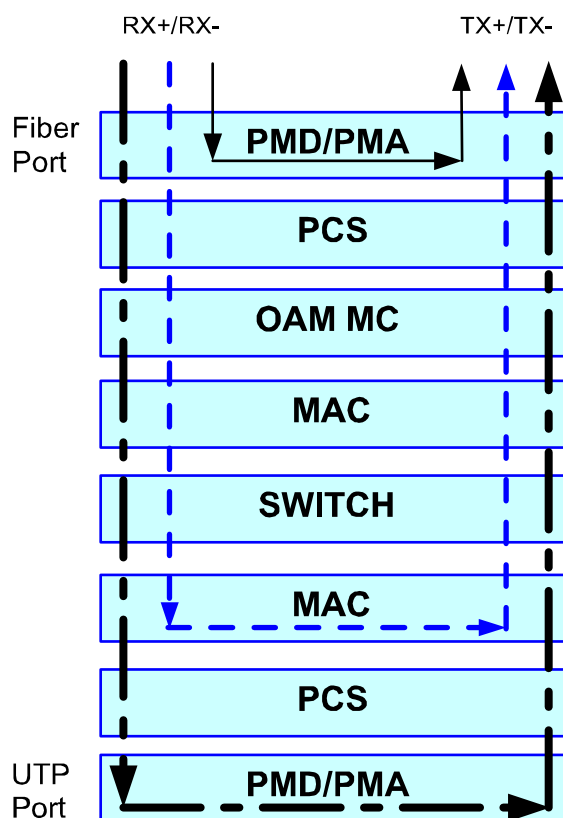 RX+/RX-
TX+/TX-
Fiber
Port
PMD/PMA
PCS
OAM MC
MAC
SWITCH
MAC
PCS
UTP
Port
PMD/PMA